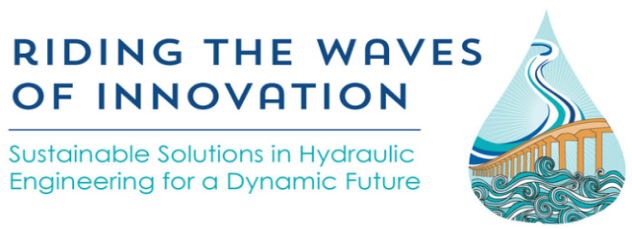 RIDING THE WAVES
OF INNOVATION
Sustainable Solutions in Hydraulic
Engineering for a Dynamic Future